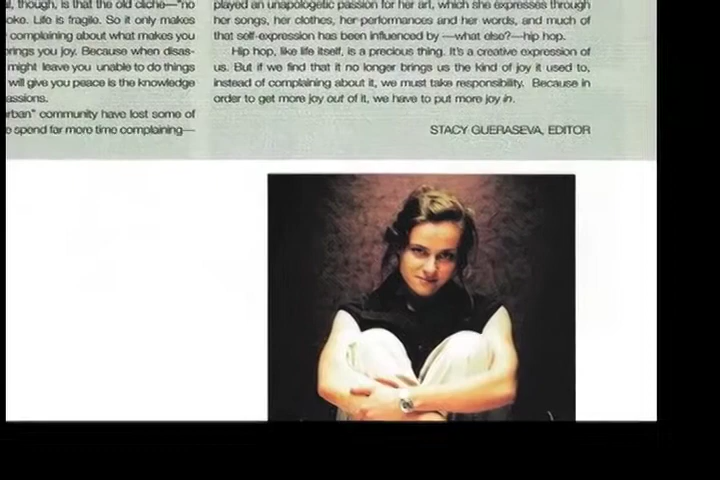 l, though, is that the old cliche—"no
oke. Life is fragile. So it only makes
complaining about what makes you
rings you joy. Because when disas-
might leave you unable to do things
will give you peace is the knowledge
assions.
rban" community have lost some of
spend far more time complaining—
played an unapologetic passion for her art, which she expresses through
her songs, her clothes, her performances and her words, and much of
that self-expression has been influenced by —what else?—hip hop.
Hip hop, like life itself, is a precious thing. It's a creative expression of
us. But if we find that it no longer brings us the kind of joy it used to,
instead of complaining about it, we must take responsibility. Because in
order to get more joy out of it, we have to put more joy in.
STACY GUERASEVA, EDITOR